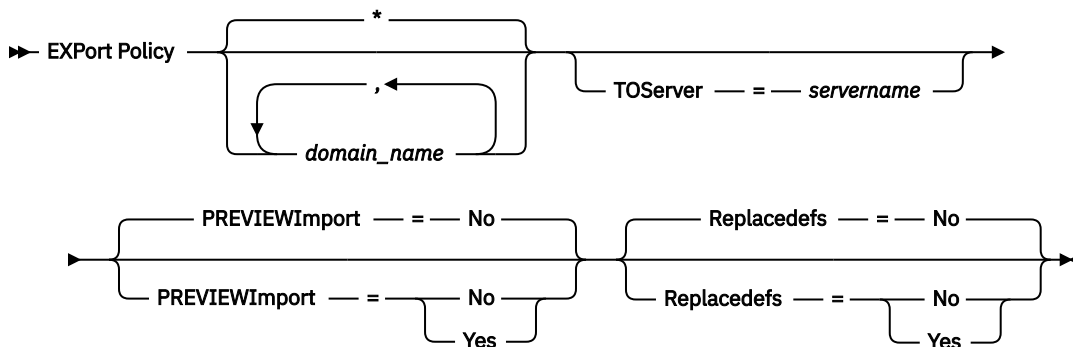 *
EXPort Policy
,
TOServer = servername
domain_name
PREVIEWImport = No Replacedefs = No
PREVIEWImport = No Replacedefs = No
Yes Yes